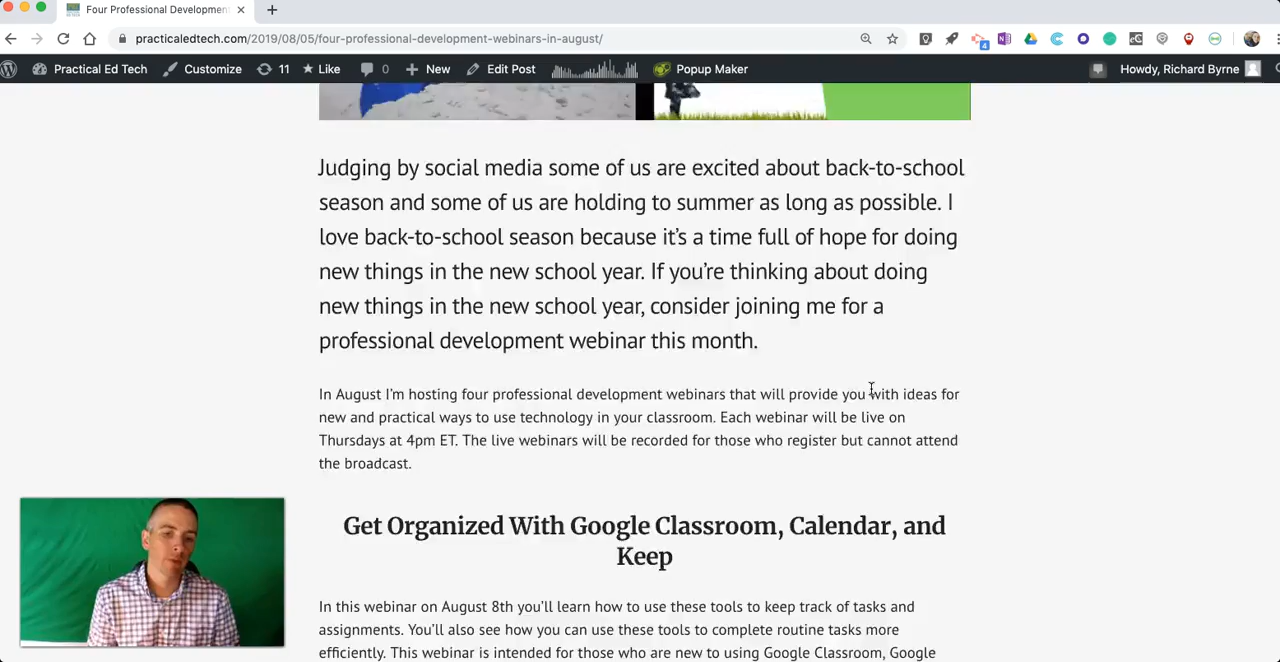 Four Professional Development
practicaledtech.com/2019/08/05/four-professional-development-webinars-in-august/
4
Practical Ed Tech
Customize
11
Like
0
New
Edit Post
Popup Maker
Howdy, Richard Byrne
Judging by social media some of us are excited about back-to-school
season and some of us are holding to summer as long as possible. I
love back-to-school season because it's a time full of hope for doing
new things in the new school year. If you're thinking about doing
new things in the new school year, consider joining me for a
professional development webinar this month.
In August I'm hosting four professional development webinars that will provide you with ideas for
new and practical ways to use technology in your classroom. Each webinar will be live on
Thursdays at 4pm ET. The live webinars will be recorded for those who register but cannot attend
the broadcast.
Get Organized With Google Classroom, Calendar, and
Keep
In this webinar on August 8th you'll learn how to use these tools to keep track of tasks and
assignments. You'll also see how you can use these tools to complete routine tasks more
efficiently. This webinar is intended for those who are new to using Google Classroom, Google